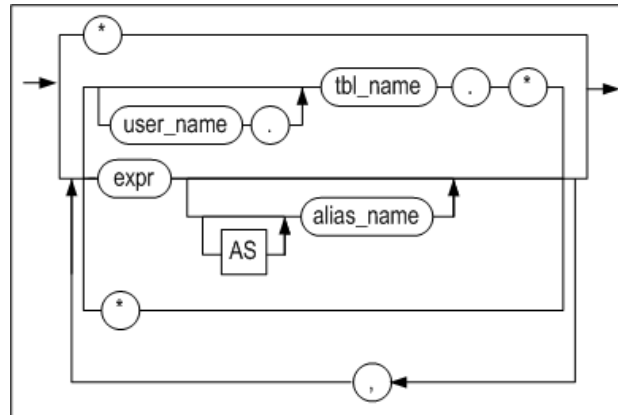 *
tbl_name . *
user_name .
expr
alias_name
AS
*
,